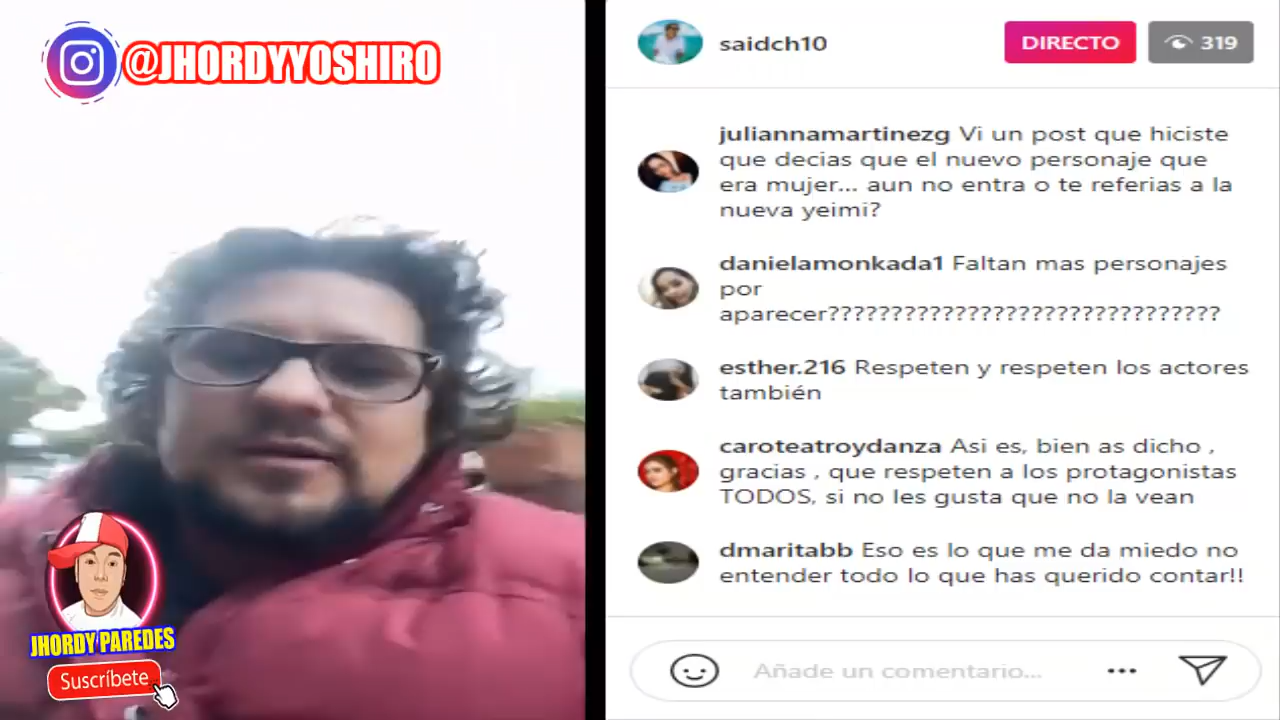 @JHORDYYOSHIRO
saidch10
DIRECTO
319
juliannamartinezg Vi un post que hiciste
que decias que el nuevo personaje que
era mujer... aun no entra o te referias a la
nueva yeimi?
danielamonkada1 Faltan mas personajes
por
aparecer???????????????????????????????
esther.216 Respeten y respeten los actores
también
caroteatroydanza Asi es, bien as dicho ,
gracias , que respeten a los protagonistas
TODOS, si no les gusta que no la vean
dmaritabb Eso es lo que me da miedo no
entender todo lo que has querido contar!!
Añade un comentario...
JHORDY PAREDES
Suscríbete